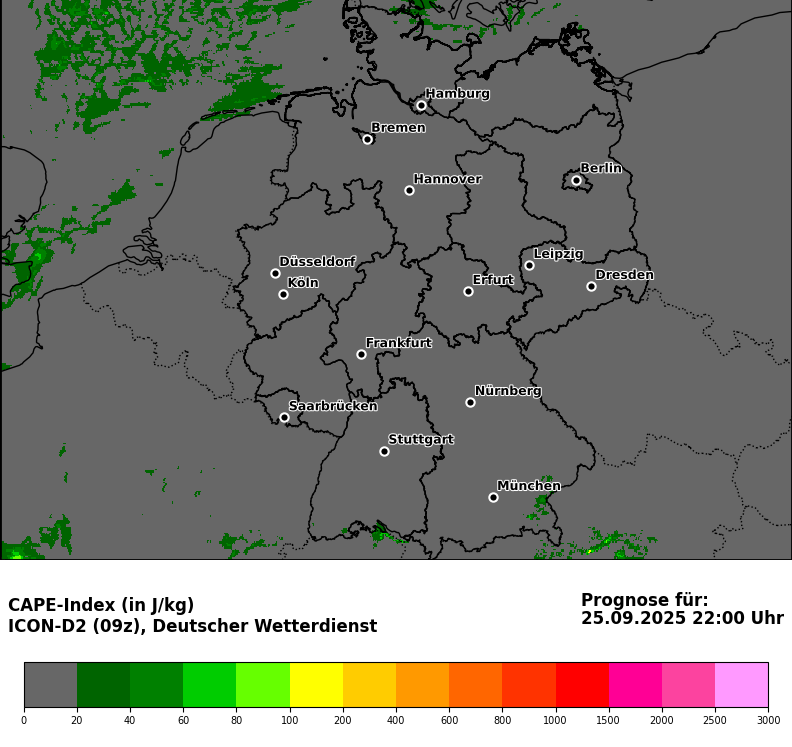 Hamburg
Bremen
Berlin
Hannover
Leipzig
Düsseldorf
Dresden
Erfurt
Köln
Frankfurt
Nürnberg
Saarbrücken
Stuttgart
München
CAPE-Index (in J/kg)
ICON-D2 (09z), Deutscher Wetterdienst
Prognose für:
25.09.2025 22:00 Uhr
0 20 40 60 80 100 200 400 600 800 1000 1500 2000 2500 3000